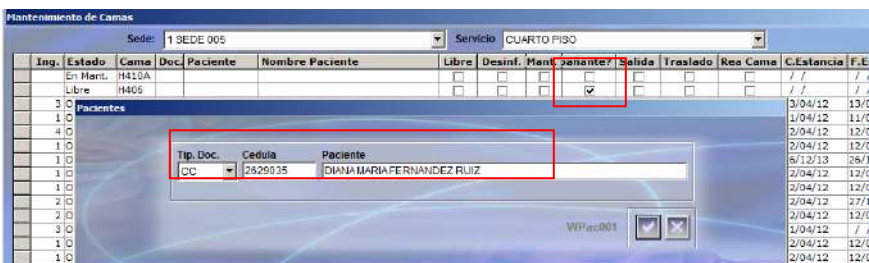 Mantenimiento de Camas
Sede: 1 SEDE 005 Servicio CUARTO PISO
Ing. Estado Cama Doc. Paciente Nombre Paciente Libre Desinf. Mant. pañante? Salida Traslado Rea Cama C.Estancia F.E
En Mant. H410A / / / /
Libre H406 / / / /
3 O 3/04/12 13/0
1 O 1/04/12 11/0
4 O 2/04/12 12/0
1 O 2/04/12 12/0
1 O 6/12/13 26/1
1 O 2/04/12 12/0
1 O 2/04/12 12/0
2 O 2/04/12 27/1
2 O 2/04/12 12/0
3 O 1/04/12 / /
1 O 2/04/12 12/0
1 O 2/04/12 12/0
Pacientes
Tip. Doc. Cedula Paciente
CC 2629035 DIANA MARIA FERNANDEZ RUIZ
WPac001